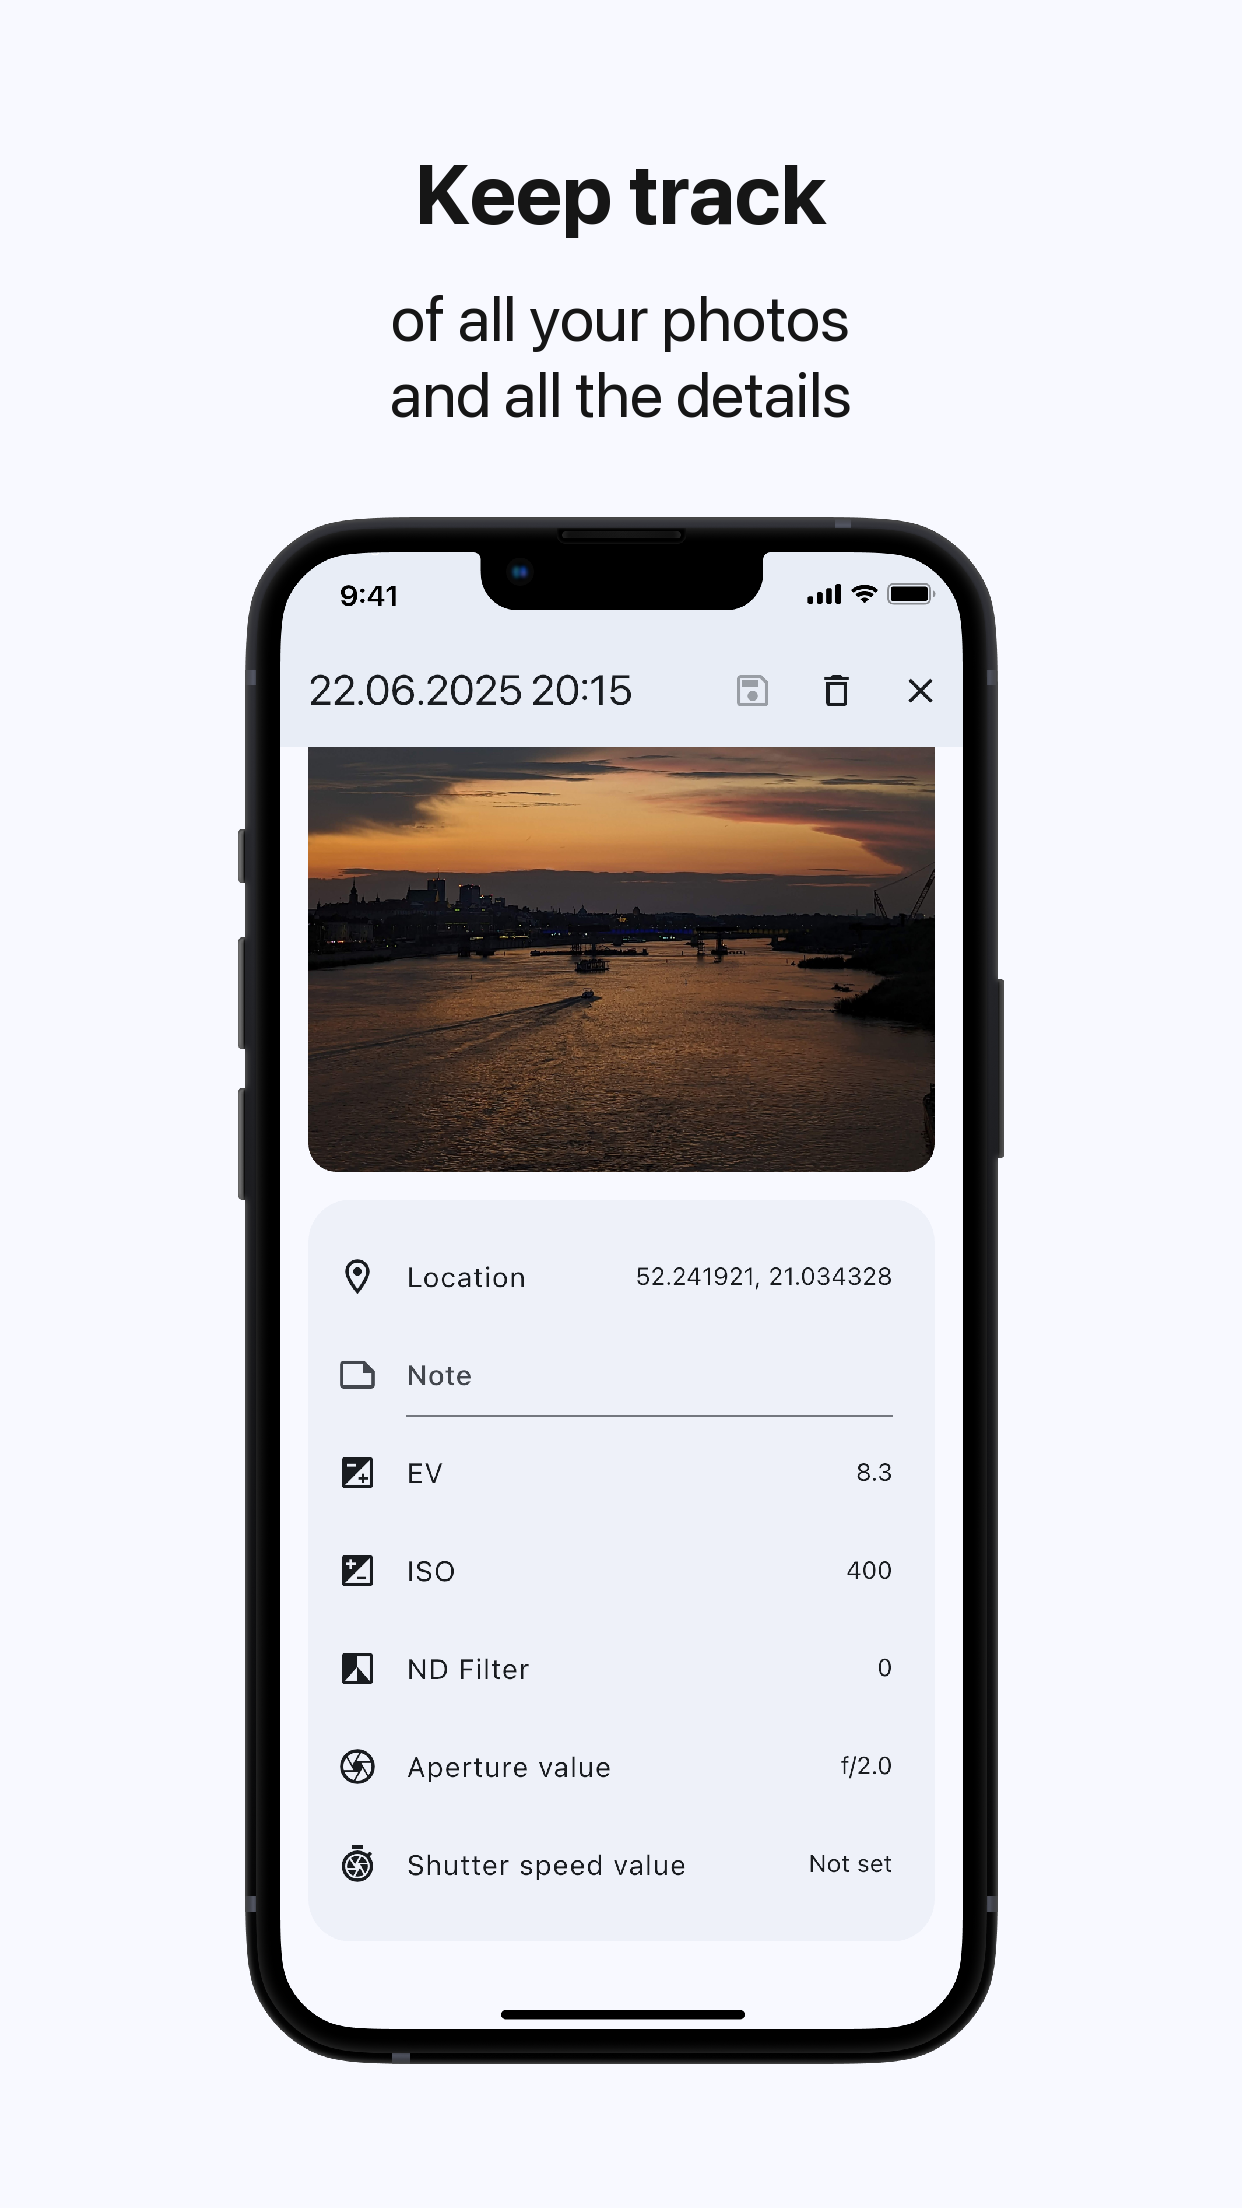 Keep track
of all your photos
and all the details
9:41
22.06.2025 20:15
Location 52.241921, 21.034328
Note
EV 8.3
ISO 400
ND Filter 0
Aperture value f/2.0
Shutter speed value Not set